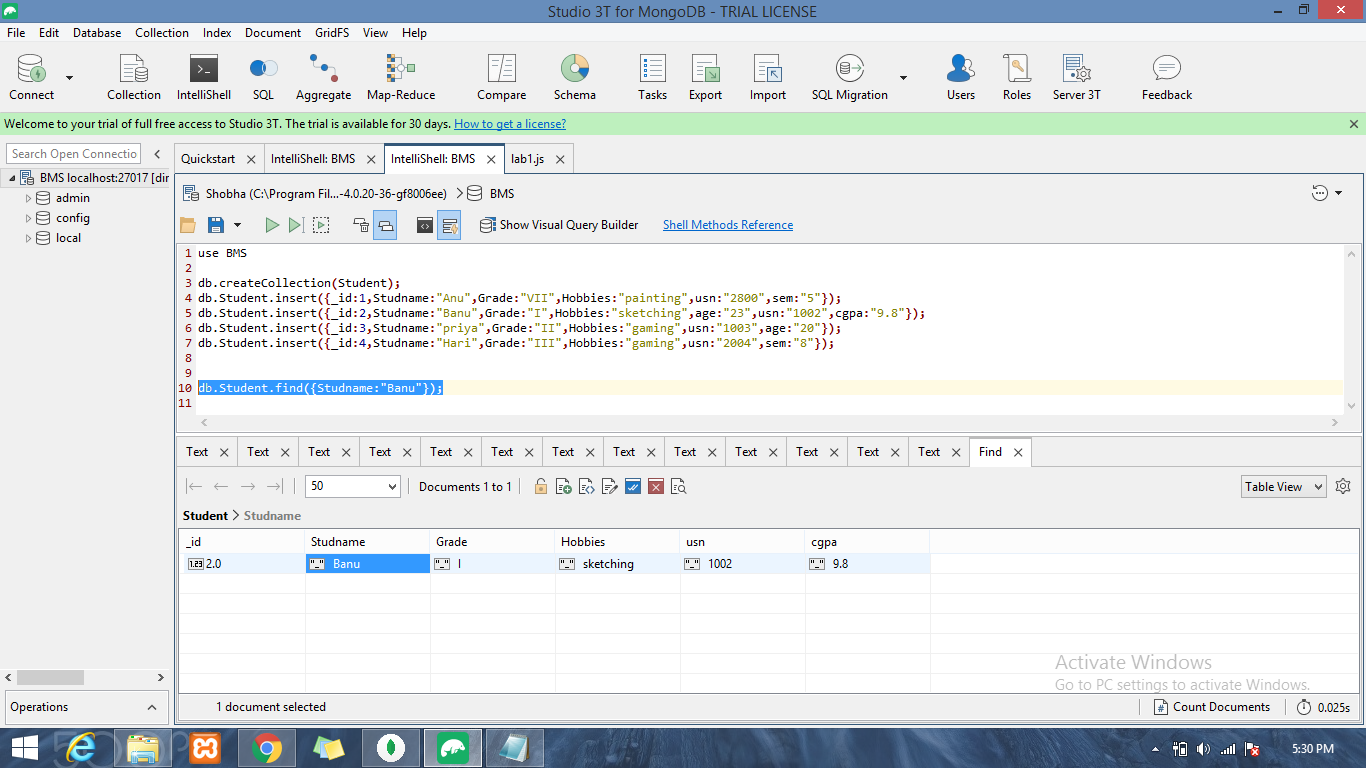 Studio 3T for MongoDB - TRIAL LICENSE
File Edit Database Collection Index Document GridFS View Help
Connect Collection IntelliShell SQL Aggregate Map-Reduce Compare Schema Tasks Export Import SQL Migration Users Roles Server 3T Feedback
Welcome to your trial of full free access to Studio 3T. The trial is available for 30 days. How to get a license?
Search Open Connectio
BMS localhost:27017 [dir
admin
config
local
Quickstart IntelliShell: BMS IntelliShell: BMS lab1.js
Shobha (C:\Program Fil...-4.0.20-36-gf8006ee) BMS
Show Visual Query Builder Shell Methods Reference
1 use BMS
2
3 db.createCollection(Student);
4 db.Student.insert({_id:1,Studname:"Anu",Grade:"VII",Hobbies:"painting",usn:"2800",sem:"5"});
5 db.Student.insert({_id:2,Studname:"Banu",Grade:"I",Hobbies:"sketching",age:"23",usn:"1002",cgpa:"9.8"});
6 db.Student.insert({_id:3,Studname:"priya",Grade:"II",Hobbies:"gaming",usn:"1003",age:"20"});
7 db.Student.insert({_id:4,Studname:"Hari",Grade:"III",Hobbies:"gaming",usn:"2004",sem:"8"});
8
9
10 db.Student.find({Studname:"Banu"});
11
Text Text Text Text Text Text Text Text Text Text Text Text Text Find
50 Documents 1 to 1 Table View
Student > Studname
_id Studname Grade Hobbies usn cgpa
1.23 2.0 Banu I sketching 1002 9.8
Activate Windows
Go to PC settings to activate Windows.
Operations
1 document selected Count Documents 0.025s
5:30 PM